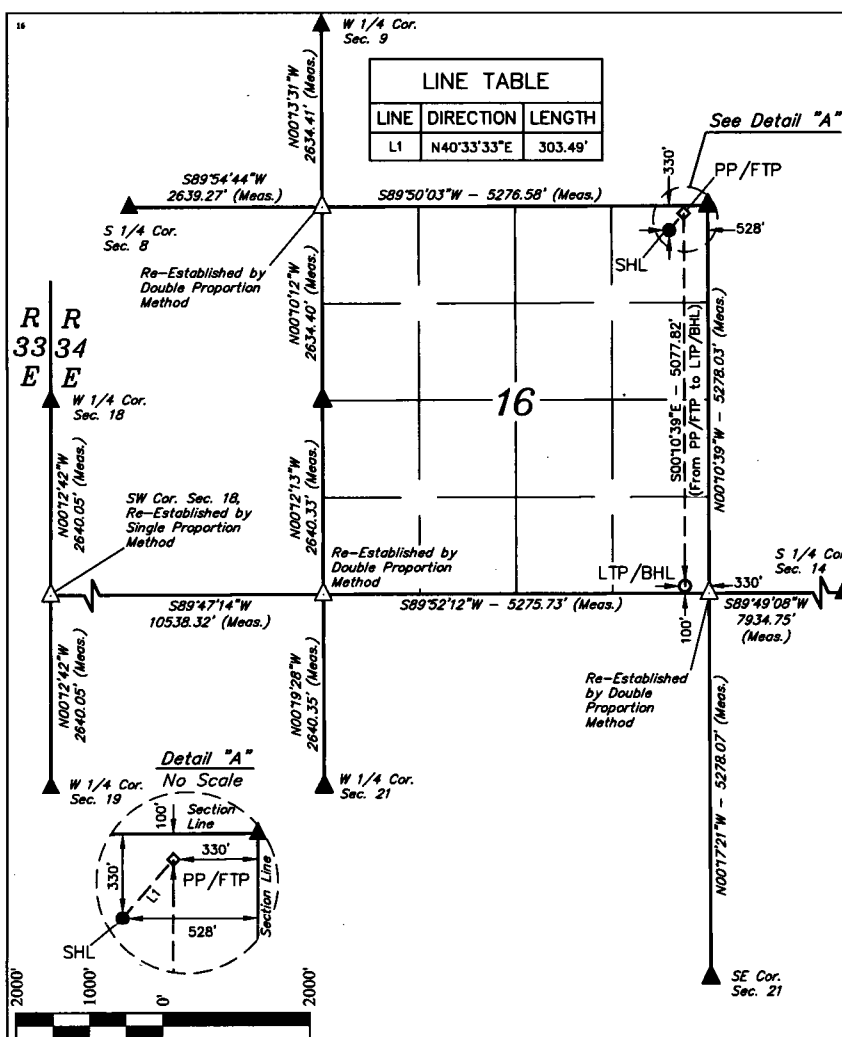 16
W 1/4 Cor.
Sec. 9
N00°13'31"W
2634.41' (Meas.)
LINE TABLE
LINE DIRECTION LENGTH
L1 N40°33'33"E 303.49'
See Detail "A"
330'
PP/FTP
S89°54'44"W
2639.27' (Meas.)
S89°50'03"W - 5276.58' (Meas.)
528'
SHL
S 1/4 Cor.
Sec. 8
Re-Established by
Double Proportion
Method
N00°10'12"W
2634.40' (Meas.)
R R
33 34
E E
W 1/4 Cor.
Sec. 18
16
S00°10'39"E - 5077.82'
(From PP/FTP to LTP/BHL)
N00°10'39"W - 5278.03' (Meas.)
N00°12'42"W
2640.05' (Meas.)
SW Cor. Sec. 18,
Re-Established by
Single Proportion
Method
N00°12'13"W
2640.33' (Meas.)
Re-Established by
Double Proportion
Method
LTP/BHL
330'
S 1/4 Cor.
Sec. 14
S89°47'14"W
10538.32' (Meas.)
S89°52'12"W - 5275.73' (Meas.)
100'
S89°49'08"W
7934.75'
(Meas.)
N00°12'42"W
2640.05' (Meas.)
N00°19'28"W
2640.35' (Meas.)
Re-Established
by Double
Proportion
Method
N00°17'21"W - 5278.07' (Meas.)
W 1/4 Cor.
Sec. 19
W 1/4 Cor.
Sec. 21
Detail "A"
No Scale
100'
Section
Line
330'
330'
PP/FTP
L1
Section Line
528'
SHL
SE Cor.
Sec. 21
2000'
1000'
0'
2000'